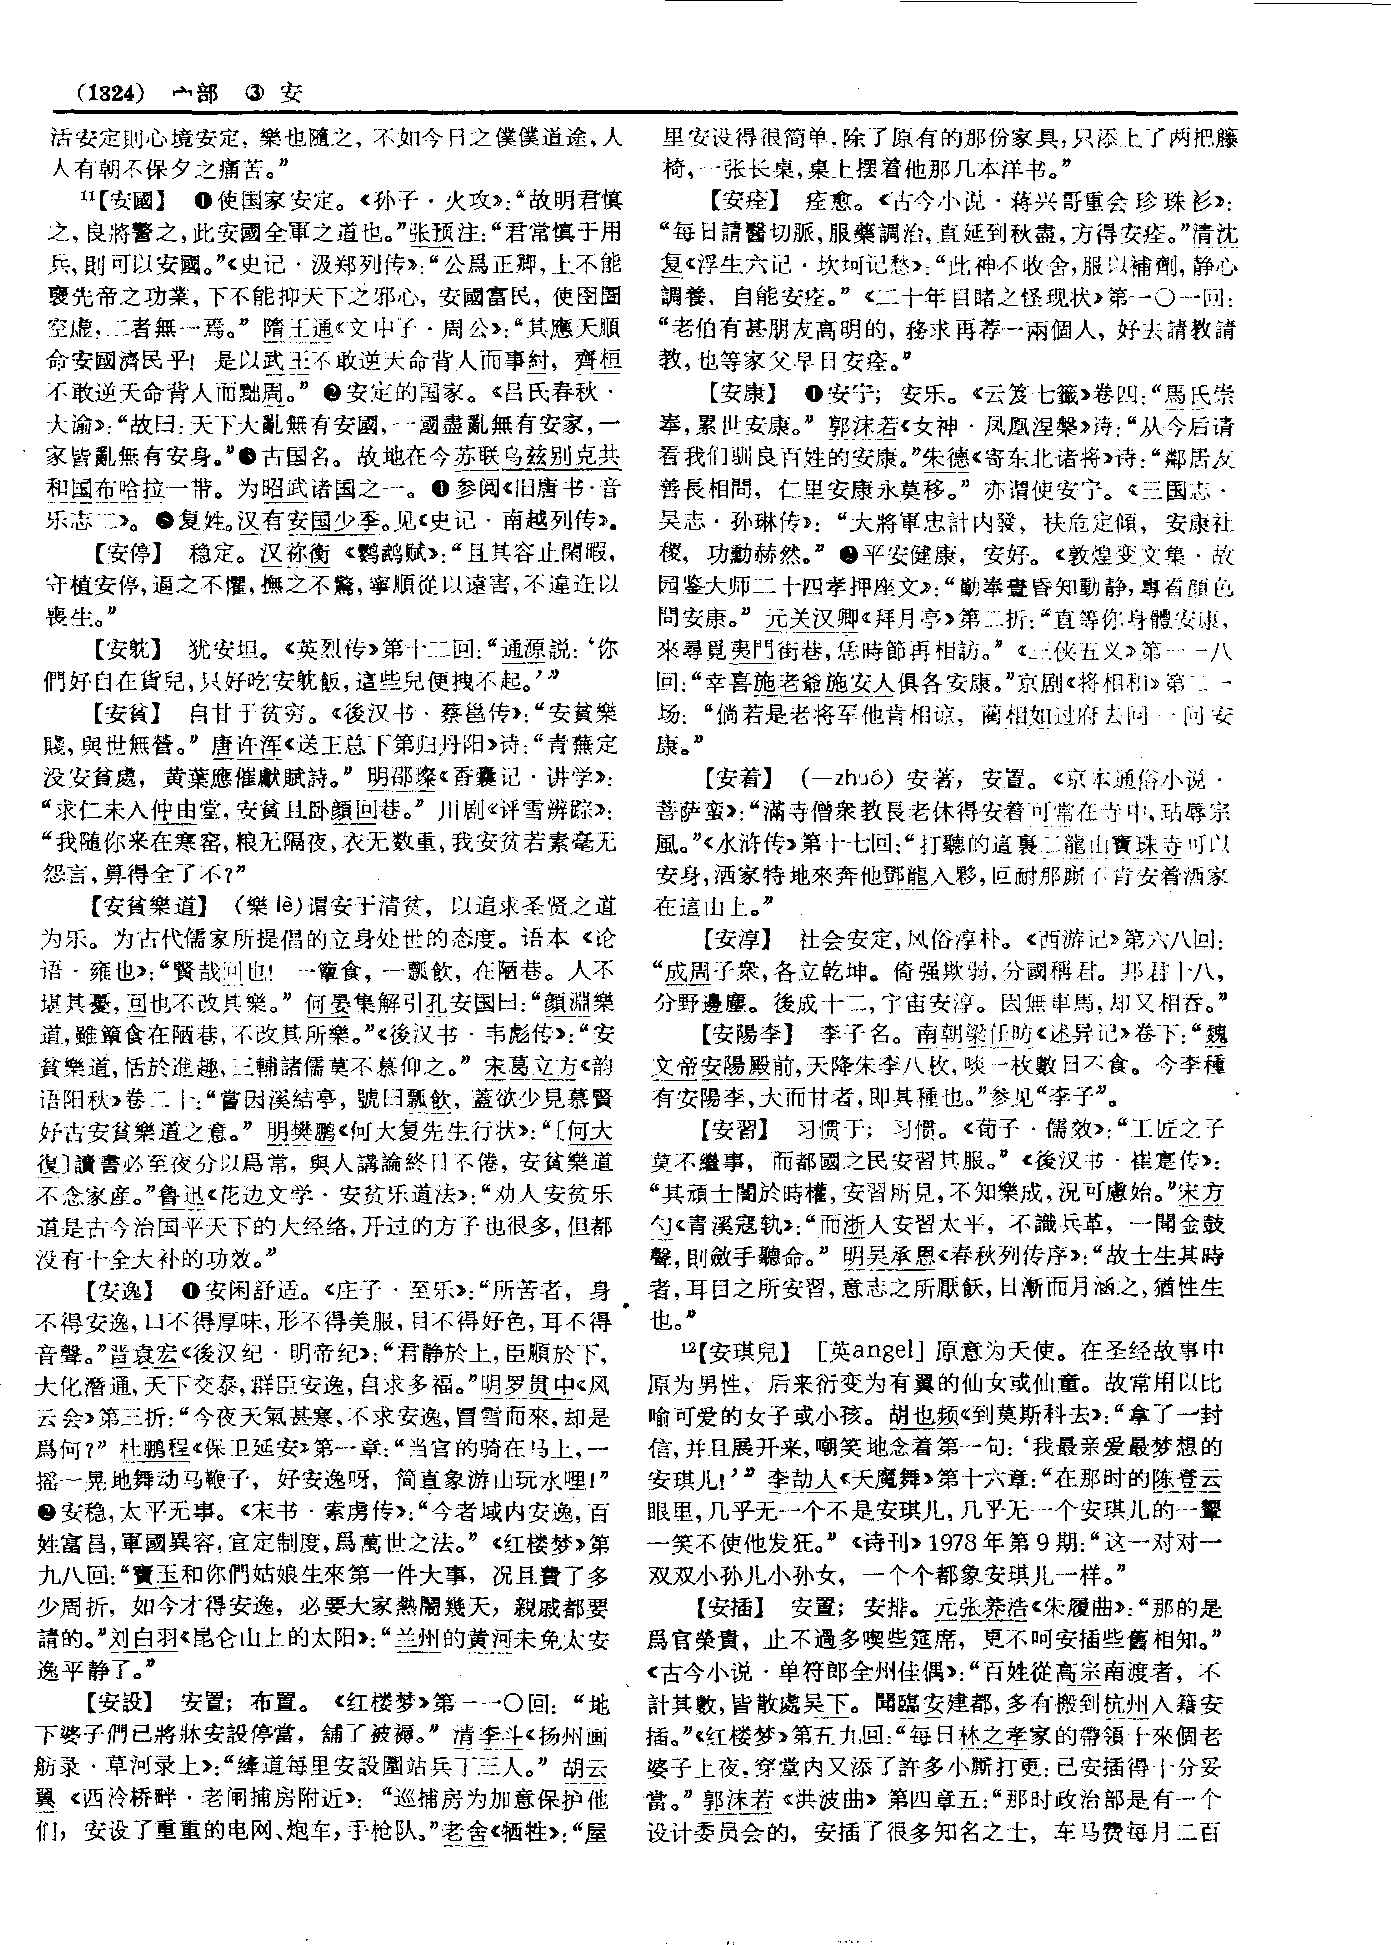 (1324) 宀部 ③ 安
活安定則心境安定，樂也隨之，不如今日之僕僕道途，人
人有朝不保夕之痛苦。”
¹¹【安國】 ❶使国家安定。《孙子·火攻》：“故明君慎
之，良將警之，此安國全軍之道也。”张预注：“君常慎于用
兵，則可以安國。”《史记·汲郑列传》：“公爲正卿，上不能
襃先帝之功業，下不能抑天下之邪心，安國富民，使囹圄
空虛，二者無一焉。” 隋王通《文中子·周公》：“其應天順
命安國濟民乎！是以武王不敢逆天命背人而事紂，齊桓
不敢逆天命背人而黜周。” ❷安定的国家。《吕氏春秋·
大谕》：“故曰：天下大亂無有安國，一國盡亂無有安家，一
家皆亂無有安身。”❸古国名。故地在今苏联乌兹别克共
和国布哈拉一带。为昭武诸国之一。❹参阅《旧唐书·音
乐志二》。❺复姓。汉有安国少季。见《史记·南越列传》。
【安停】 稳定。汉祢衡《鹦鹉赋》：“且其容止閑暇，
守植安停，逼之不懼，撫之不驚，寧順從以遠害，不違迕以
喪生。”
【安躭】 犹安坦。《英烈传》第十二回：“通源説：‘你
們好自在貨兒，只好吃安躭飯，這些兒便拽不起。’”
【安貧】 自甘于贫穷。《後汉书·蔡邕传》：“安貧樂
賤，與世無營。” 唐许浑《送王总下第归丹阳》诗：“青蕪定
没安貧處，黄葉應催獻賦詩。” 明邵璨《香囊记·讲学》：
“求仁未入仲由堂，安貧且卧顔回巷。” 川剧《评雪辨踪》：
“我随你来在寒窑，粮无隔夜，衣无数重，我安贫若素毫无
怨言，算得全了不？”
【安貧樂道】 （樂 lè）谓安于清贫，以追求圣贤之道
为乐。为古代儒家所提倡的立身处世的态度。语本《论
语·雍也》：“賢哉回也！一簞食，一瓢飲，在陋巷。人不
堪其憂，回也不改其樂。” 何晏集解引孔安国曰：“顔淵樂
道，雖簞食在陋巷，不改其所樂。”《後汉书·韦彪传》：“安
貧樂道，恬於進趣，三輔諸儒莫不慕仰之。” 宋葛立方《韵
语阳秋》卷二十：“嘗因溪結亭，號曰瓢飲，蓋欲少見慕賢
好古安貧樂道之意。” 明樊鹏《何大复先生行状》：“〔何大
復〕讀書必至夜分以爲常，與人講論終日不倦，安貧樂道
不念家産。”鲁迅《花边文学·安贫乐道法》：“劝人安贫乐
道是古今治国平天下的大经络，开过的方子也很多，但都
没有十全大补的功效。”
【安逸】 ❶安闲舒适。《庄子·至乐》：“所苦者，身
不得安逸，口不得厚味，形不得美服，目不得好色，耳不得
音聲。”晋袁宏《後汉纪·明帝纪》：“君静於上，臣順於下，
大化潛通，天下交泰，群臣安逸，自求多福。”明罗贯中《风
云会》第三折：“今夜天氣甚寒，不求安逸，冒雪而來，却是
爲何？” 杜鹏程《保卫延安》第一章：“当官的骑在马上，一
摇一晃地舞动马鞭子，好安逸呀，简直象游山玩水哩！”
❷安稳，太平无事。《宋书·索虏传》：“今者域内安逸，百
姓富昌，軍國異容，宜定制度，爲萬世之法。” 《红楼梦》第
九八回：“寶玉和你們姑娘生來第一件大事，况且費了多
少周折，如今才得安逸，必要大家熱鬧幾天，親戚都要
請的。”刘白羽《昆仑山上的太阳》：“兰州的黄河未免太安
逸平静了。”
【安設】 安置；布置。《红楼梦》第一一〇回：“地
下婆子們已將牀安設停當，舖了被褥。” 清李斗《扬州画
舫录·草河录上》：“縴道每里安設圍站兵丁三人。” 胡云
翼《西泠桥畔·老闸捕房附近》：“巡捕房为加意保护他
们，安设了重重的电网、炮车，手枪队。”老舍《牺牲》：“屋
里安设得很简单，除了原有的那份家具，只添上了两把藤
椅，一张长桌，桌上摆着他那几本洋书。”
【安痊】 痊愈。《古今小说·蒋兴哥重会珍珠衫》：
“每日請醫切脈，服藥調治，直延到秋盡，方得安痊。”清沈
复《浮生六记·坎坷记愁》：“此神不收舍，服以補劑，静心
調養，自能安痊。” 《二十年目睹之怪现状》第一〇一回：
“老伯有甚朋友高明的，務求再荐一兩個人，好去請教請
教，也等家父早日安痊。”
【安康】 ❶安宁；安乐。《云笈七籤》卷四：“馬氏崇
奉，累世安康。” 郭沫若《女神·凤凰涅槃》诗：“从今后请
看我们驯良百姓的安康。”朱德《寄东北诸将》诗：“鄰居友
善長相問，仁里安康永莫移。” 亦谓使安宁。《三国志·
吴志·孙琳传》：“大將軍忠計内發，扶危定傾，安康社
稷，功勳赫然。” ❷平安健康，安好。《敦煌变文集·故
园鉴大师二十四孝押座文》：“勤奉晝昏知動静，專看顔色
問安康。” 元关汉卿《拜月亭》第二折：“直等你身體安康，
來尋覓夷門街巷，恁時節再相訪。” 《三侠五义》第一一八
回：“幸喜施老爺施安人俱各安康。”京剧《将相和》第二一
场：“倘若是老将军他肯相谅，蔺相如过府去问一问安
康。”
【安着】 （—zhuó）安著，安置。《京本通俗小说·
菩萨蛮》：“滿寺僧衆教長老休得安着可常在寺中，玷辱宗
風。”《水浒传》第十七回：“打聽的這裏二龍山寶珠寺可以
安身，洒家特地來奔他鄧龍入夥，叵耐那厮不肯安着洒家
在這山上。”
【安淳】 社会安定，风俗淳朴。《西游记》第六八回：
“成周子衆，各立乾坤。倚强欺弱，分國稱君。邦君十八，
分野邊塵。後成十二，宇宙安淳。因無車馬，却又相吞。”
【安陽李】 李子名。南朝梁任昉《述异记》卷下：“魏
文帝安陽殿前，天降朱李八枚，啖一枚數日不食。今李種
有安陽李，大而甘者，即其種也。”参见“李子”。
【安習】 习惯于；习惯。《荀子·儒效》：“工匠之子
莫不繼事，而都國之民安習其服。” 《後汉书·崔寔传》：
“其頑士闇於時權，安習所見，不知樂成，況可慮始。”宋方
勺《青溪寇轨》：“而浙人安習太平，不識兵革，一聞金鼓
聲，則斂手聽命。” 明吴承恩《春秋列传序》：“故士生其時
者，耳目之所安習，意志之所厭飫，日漸而月涵之，猶性生
也。”
¹²【安琪兒】 ［英angel］原意为天使。在圣经故事中
原为男性，后来衍变为有翼的仙女或仙童。故常用以比
喻可爱的女子或小孩。胡也频《到莫斯科去》：“拿了一封
信，并且展开来，嘲笑地念着第一句：‘我最亲爱最梦想的
安琪儿！’” 李劼人《天魔舞》第十六章：“在那时的陈登云
眼里，几乎无一个不是安琪儿，几乎无一个安琪儿的一颦
一笑不使他发狂。” 《诗刊》1978年第9期：“这一对对一
双双小孙儿小孙女，一个个都象安琪儿一样。”
【安插】 安置；安排。元张养浩《朱履曲》：“那的是
爲官榮貴，止不過多喫些筵席，更不呵安插些舊相知。”
《古今小说·单符郎全州佳偶》：“百姓從高宗南渡者，不
計其數，皆散處吴下。聞臨安建都，多有搬到杭州入籍安
插。”《红楼梦》第五九回：“每日林之孝家的帶領十來個老
婆子上夜，穿堂内又添了許多小厮打更：已安插得十分妥
當。” 郭沫若《洪波曲》第四章五：“那时政治部是有一个
设计委员会的，安插了很多知名之士，车马费每月二百